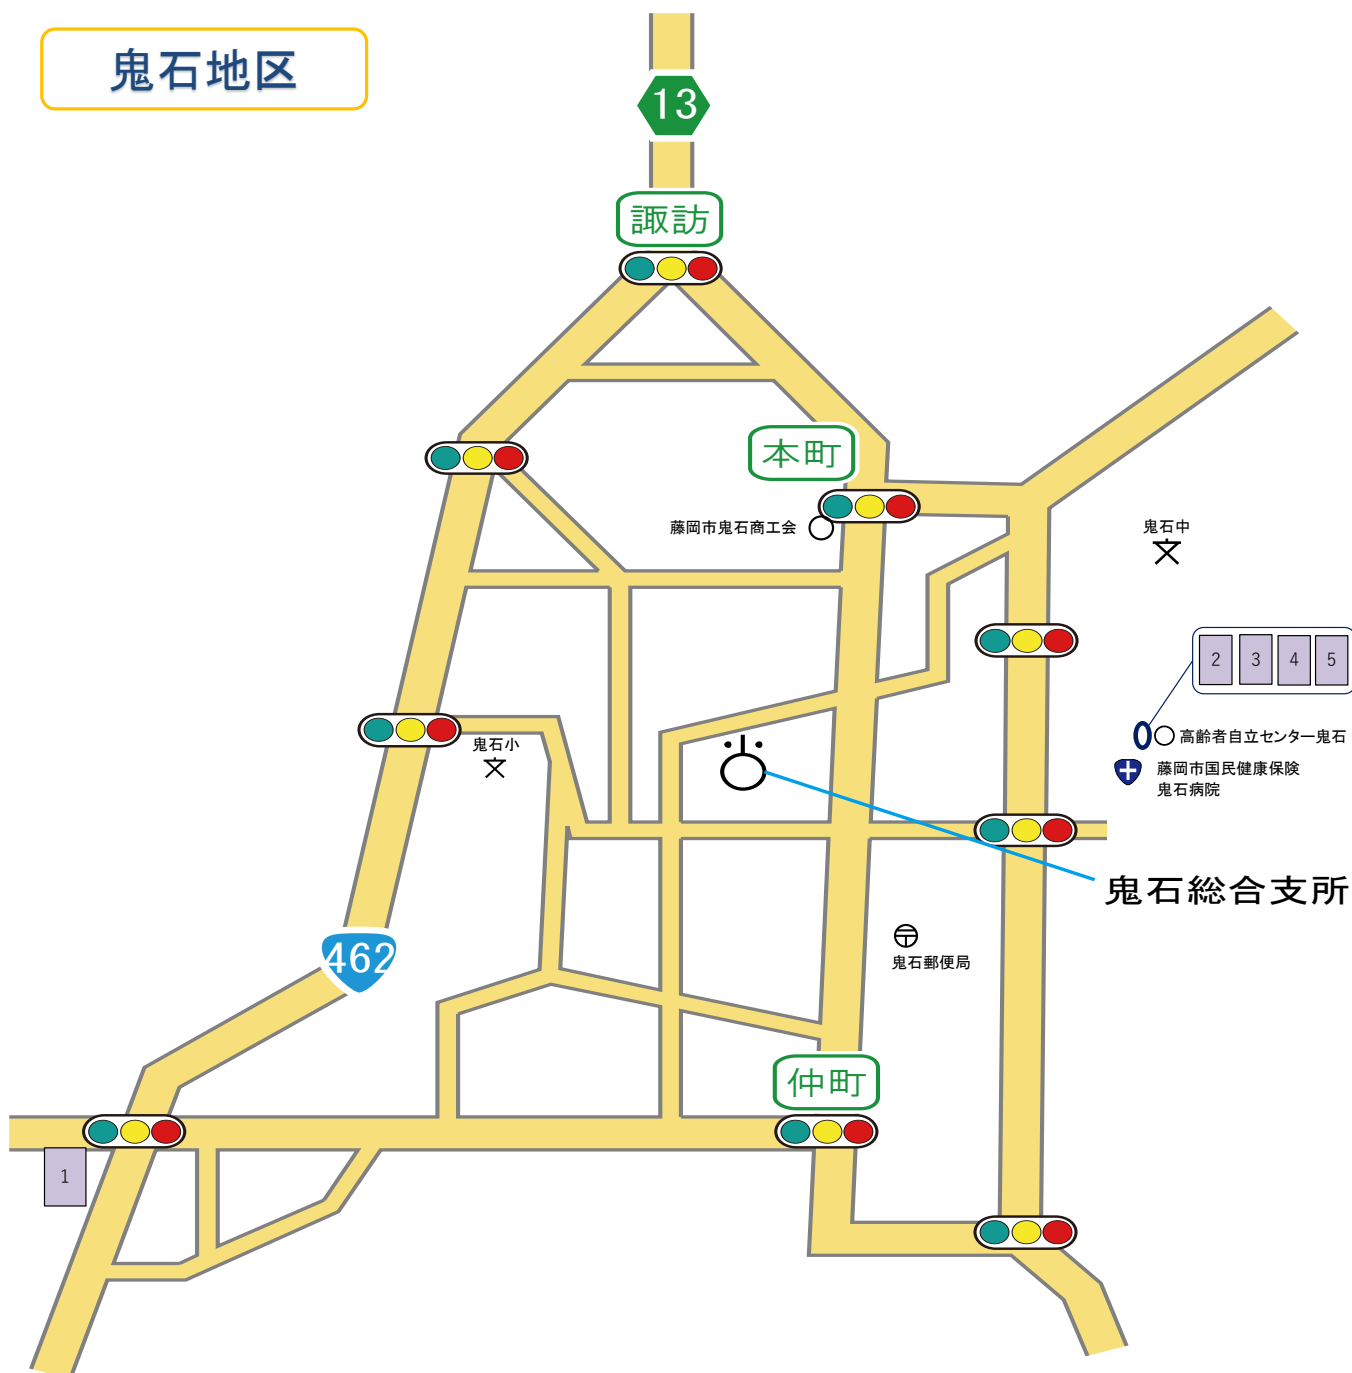 鬼石地区
13
諏訪
本町
藤岡市鬼石商工会
鬼石中
2
3
4
5
鬼石小
高齢者自立センター鬼石
藤岡市国民健康保険
鬼石病院
鬼石総合支所
462
鬼石郵便局
仲町
1